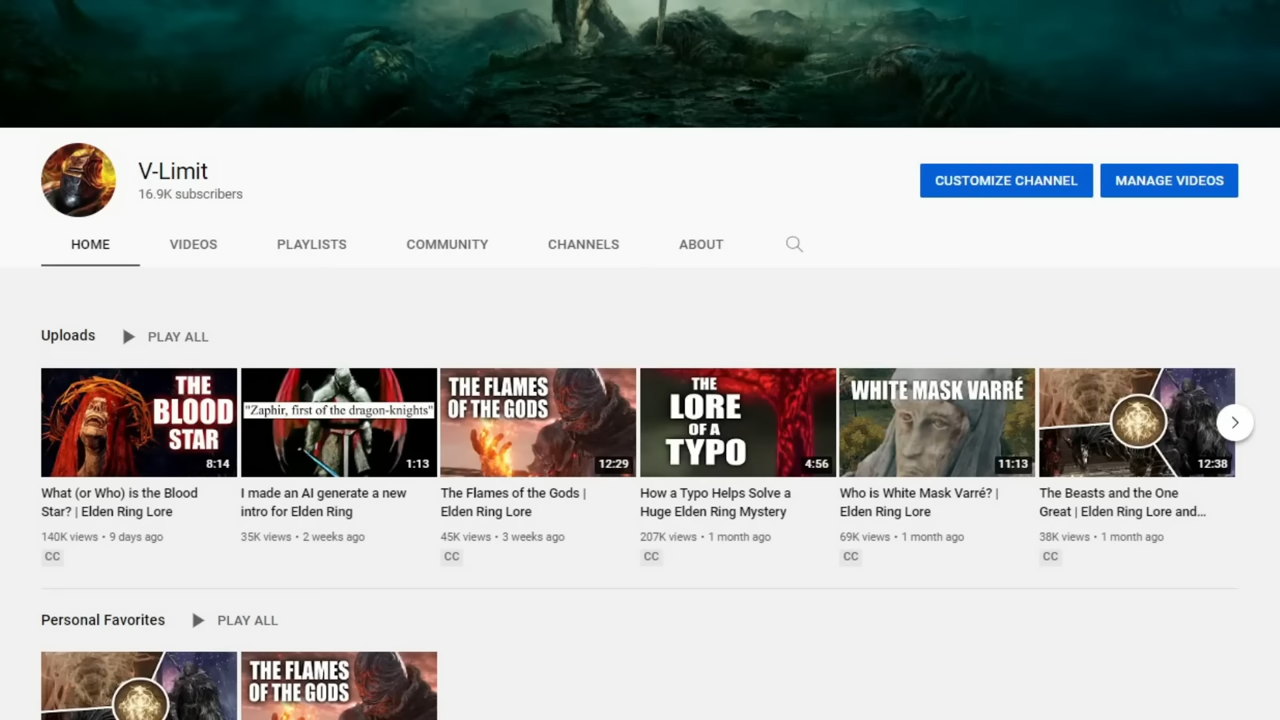 V-Limit
16.9K subscribers
CUSTOMIZE CHANNEL
MANAGE VIDEOS
HOME
VIDEOS
PLAYLISTS
COMMUNITY
CHANNELS
ABOUT
Uploads
PLAY ALL
THE
BLOOD
STAR
8:14
"Zaphir, first of the dragon-knights"
1:13
THE FLAMES
OF THE GODS
12:29
THE
LORE
OF A
TYPO
4:56
WHITE MASK VARRÉ
11:13
12:38
What (or Who) is the Blood
Star? | Elden Ring Lore
140K views • 9 days ago
CC
I made an AI generate a new
intro for Elden Ring
35K views • 2 weeks ago
The Flames of the Gods |
Elden Ring Lore
45K views • 3 weeks ago
CC
How a Typo Helps Solve a
Huge Elden Ring Mystery
207K views • 1 month ago
CC
Who is White Mask Varré? |
Elden Ring Lore
69K views • 1 month ago
CC
The Beasts and the One
Great | Elden Ring Lore and...
38K views • 1 month ago
CC
Personal Favorites
PLAY ALL
THE FLAMES
OF THE GODS